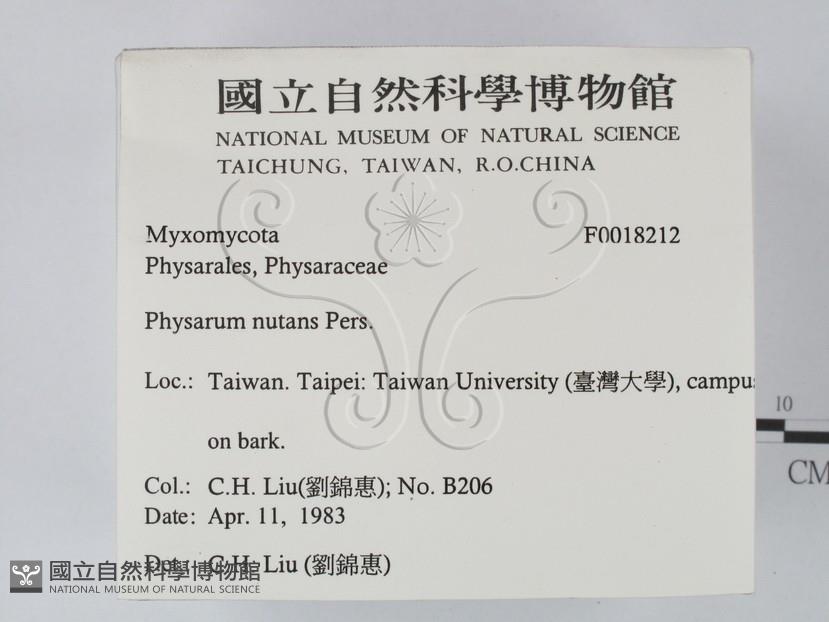 國立自然科學博物館
NATIONAL MUSEUM OF NATURAL SCIENCE
TAICHUNG, TAIWAN, R.O.CHINA
Myxomycota F0018212
Physarales, Physaraceae
Physarum nutans Pers.
Loc.: Taiwan. Taipei: Taiwan University (臺灣大學), campus
on bark.
Col.: C.H. Liu(劉錦惠); No. B206
Date: Apr. 11, 1983
Det.: C.H. Liu (劉錦惠)
10
CM
國立自然科學博物館
NATIONAL MUSEUM OF NATURAL SCIENCE